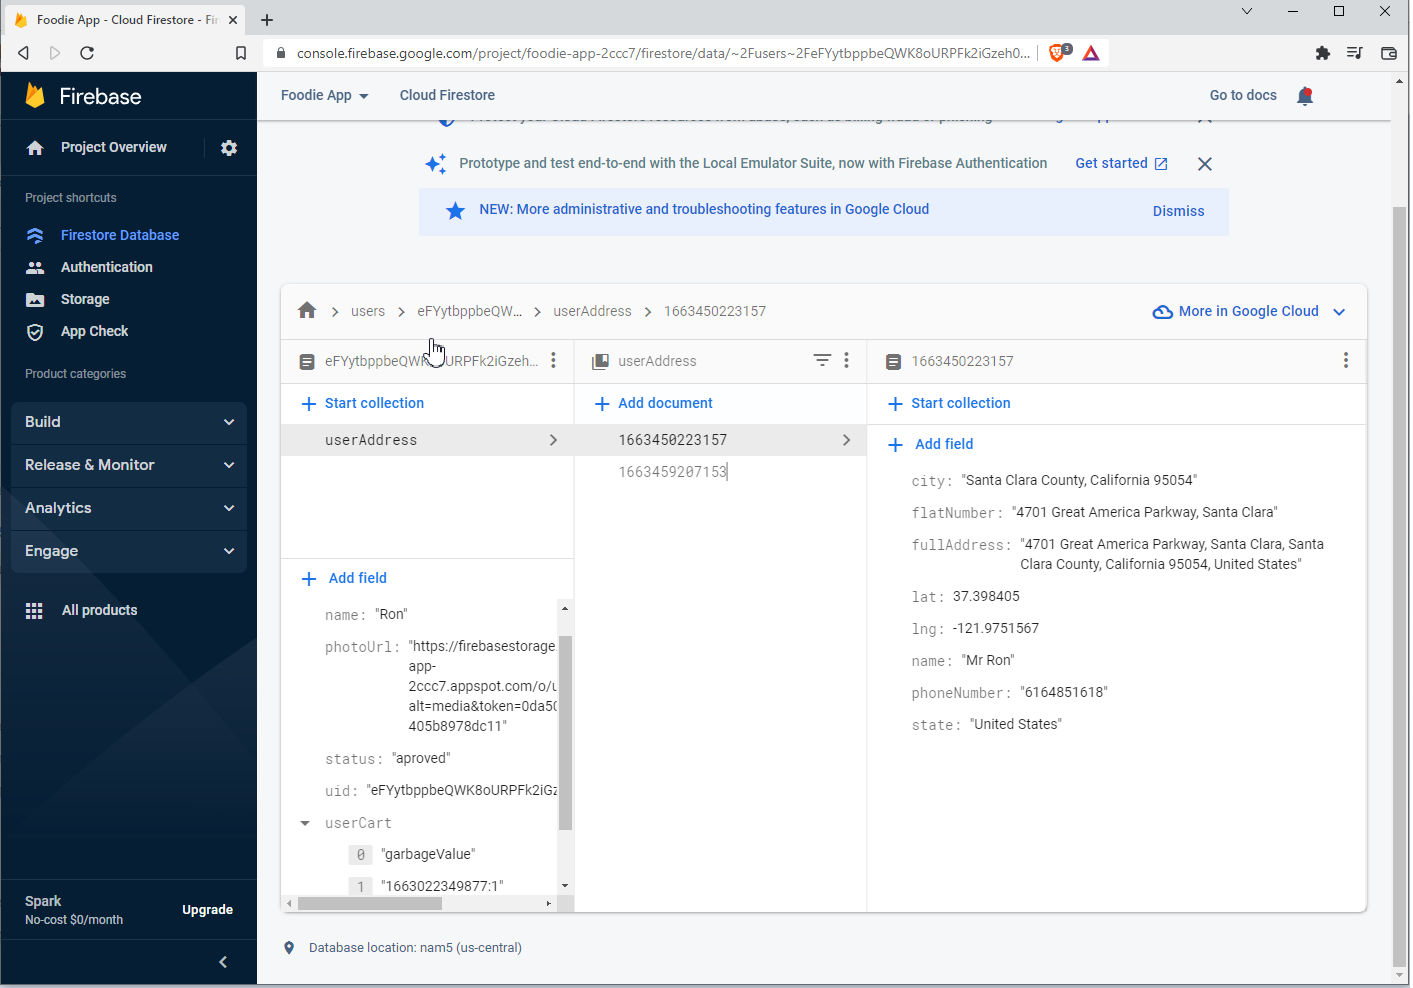 Foodie App - Cloud Firestore - Fir
console.firebase.google.com/project/foodie-app-2ccc7/firestore/data/~2Fusers~2FeFYytbppbeQWK8oURPFk2iGzeh0...
3
Firebase
Foodie App
Cloud Firestore
Go to docs
Project Overview
Project shortcuts
Firestore Database
Authentication
Storage
App Check
Product categories
Build
Release & Monitor
Analytics
Engage
All products
Spark
No-cost $0/month
Upgrade
Prototype and test end-to-end with the Local Emulator Suite, now with Firebase Authentication
Get started
NEW: More administrative and troubleshooting features in Google Cloud
Dismiss
users
eFYytbppbeQW...
userAddress
1663450223157
More in Google Cloud
eFYytbppbeQWK8oURPFk2iGzeh...
Start collection
userAddress
Add field
name: "Ron"
photoUrl: "https://firebasestorage.
app-
2ccc7.appspot.com/o/u
alt=media&token=0da50
405b8978dc11"
status: "aproved"
uid: "eFYytbppbeQWK8oURPFk2iGz
userCart
0 "garbageValue"
1 "1663022349877:1"
userAddress
Add document
1663450223157
1663459207153
1663450223157
Start collection
Add field
city: "Santa Clara County, California 95054"
flatNumber: "4701 Great America Parkway, Santa Clara"
fullAddress: "4701 Great America Parkway, Santa Clara, Santa
Clara County, California 95054, United States"
lat: 37.398405
lng: -121.9751567
name: "Mr Ron"
phoneNumber: "6164851618"
state: "United States"
Database location: nam5 (us-central)